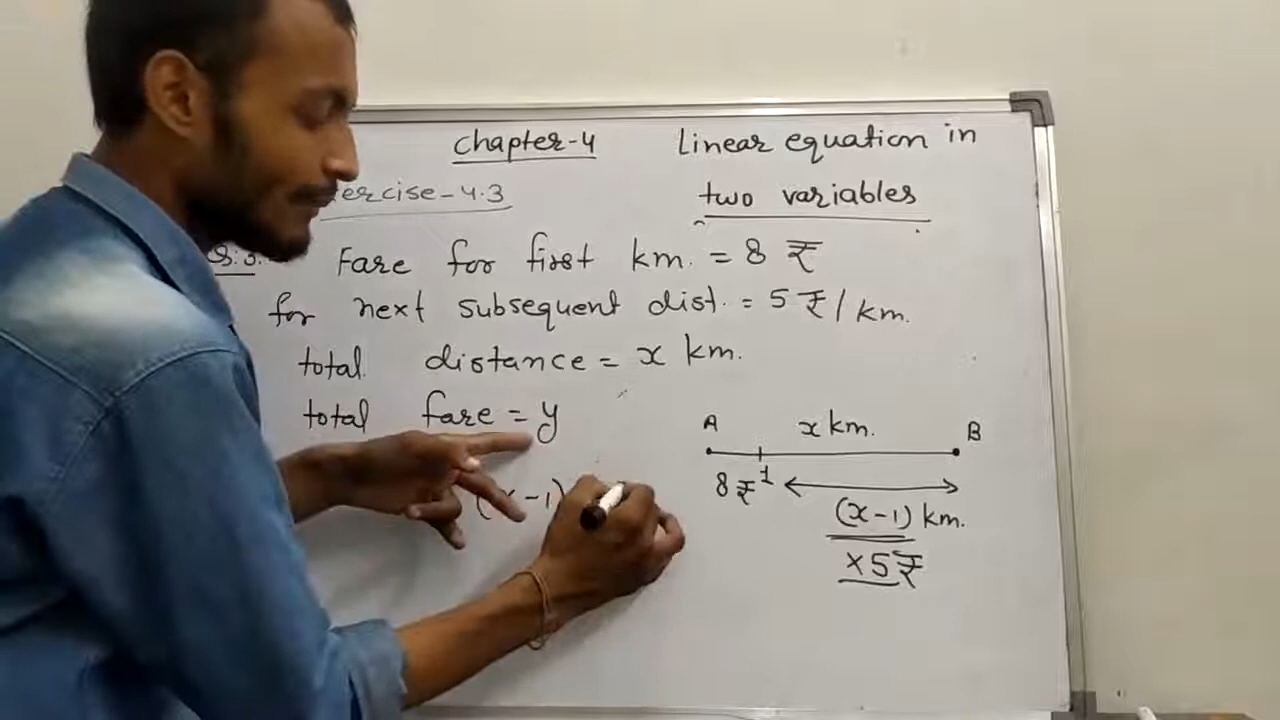 chapter-4 Linear equation in
ercise-4.3 two variables
Fare for first km. = 8 ₹
for next subsequent dist. = 5 ₹/km.
total distance = x km.
total fare = y
A x km. B
8 ₹ 1
(x-1) km.
(x-1)
×5₹